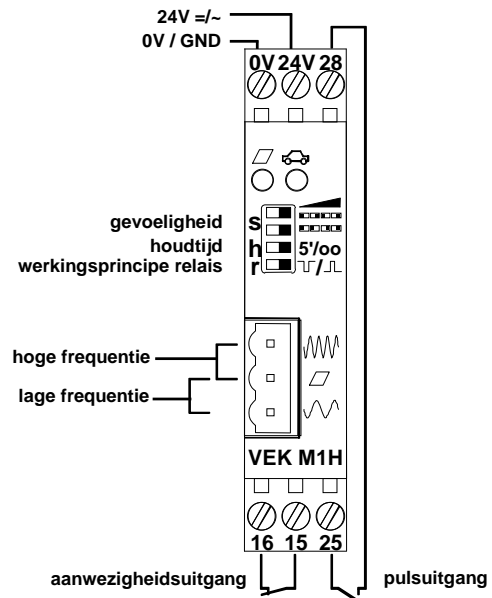 24V =/~
0V / GND
0V 24V 28
gevoeligheid
s
houdtijd
h 5'/oo
werkingsprincipe relais
r /
hoge frequentie
lage frequentie
VEK M1H
16 15 25
aanwezigheidsuitgang
pulsuitgang